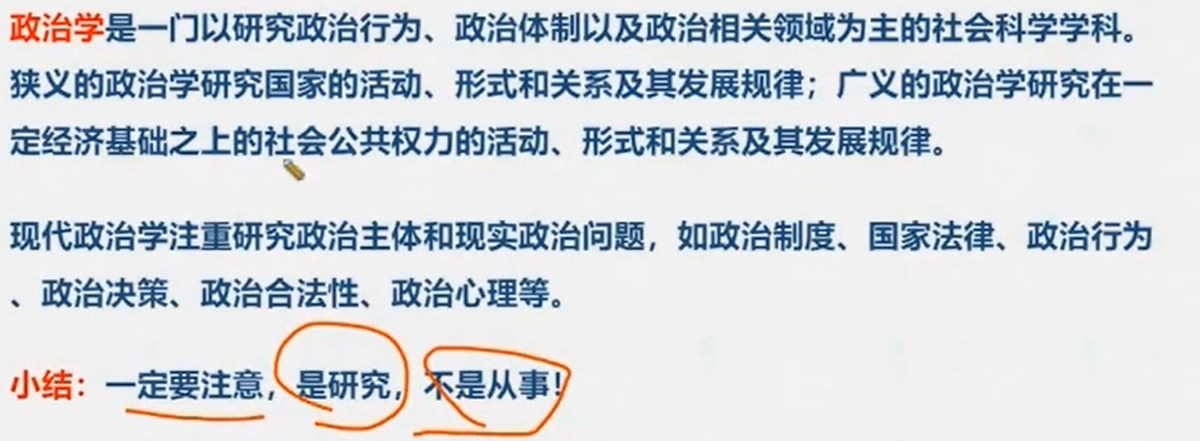 政治学是一门以研究政治行为、政治体制以及政治相关领域为主的社会科学学科。
狭义的政治学研究国家的活动、形式和关系及其发展规律；广义的政治学研究在一
定经济基础之上的社会公共权力的活动、形式和关系及其发展规律。
现代政治学注重研究政治主体和现实政治问题，如政治制度、国家法律、政治行为
、政治决策、政治合法性、政治心理等。
小结：一定要注意，是研究，不是从事！